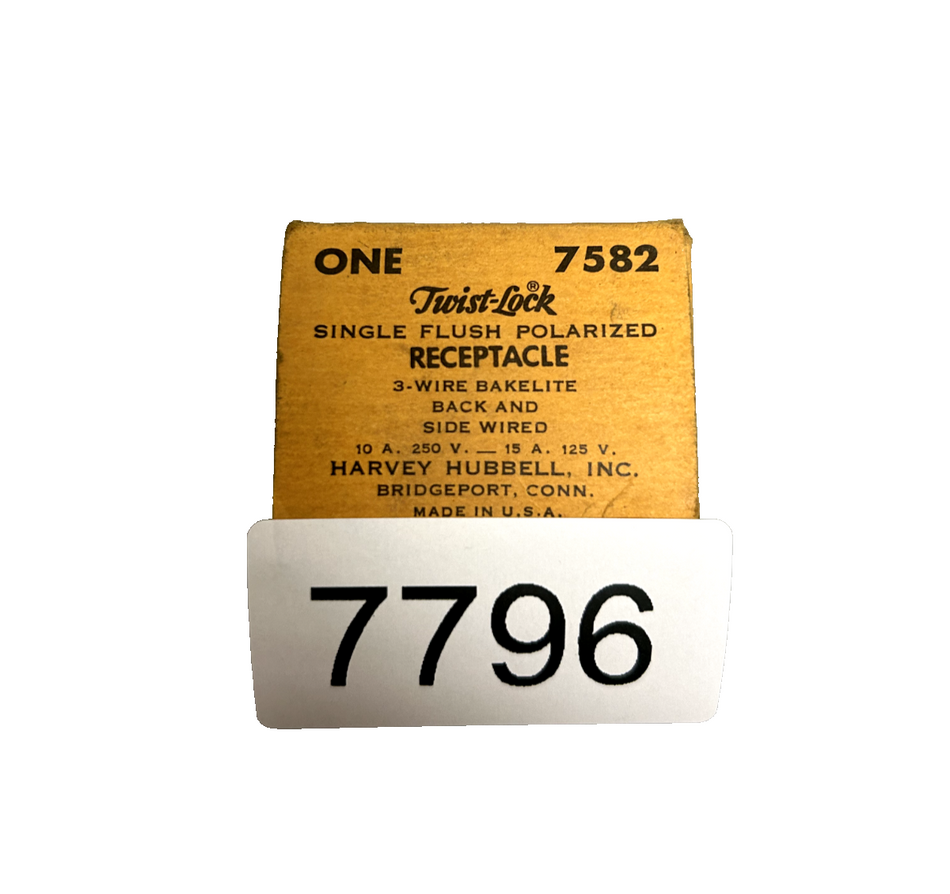 ONE 7582
Twist-Lock®
SINGLE FLUSH POLARIZED
RECEPTACLE
3-WIRE BAKELITE
BACK AND
SIDE WIRED
10 A. 250 V. — 15 A. 125 V.
HARVEY HUBBELL, INC.
BRIDGEPORT, CONN.
MADE IN U.S.A.
7796